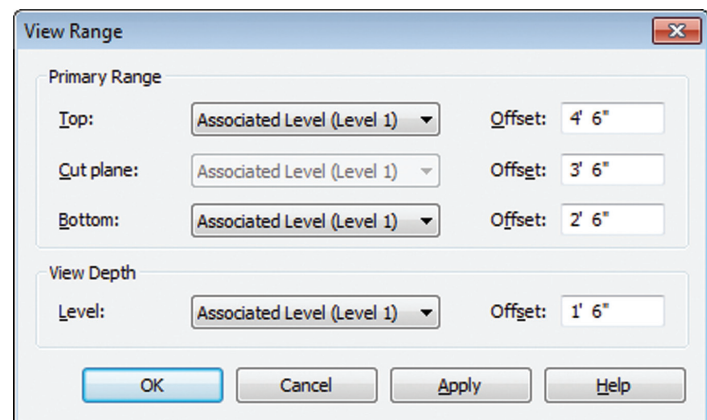 View Range
Primary Range
Top: Associated Level (Level 1) Offset: 4' 6"
Cut plane: Associated Level (Level 1) Offset: 3' 6"
Bottom: Associated Level (Level 1) Offset: 2' 6"
View Depth
Level: Associated Level (Level 1) Offset: 1' 6"
OK Cancel Apply Help